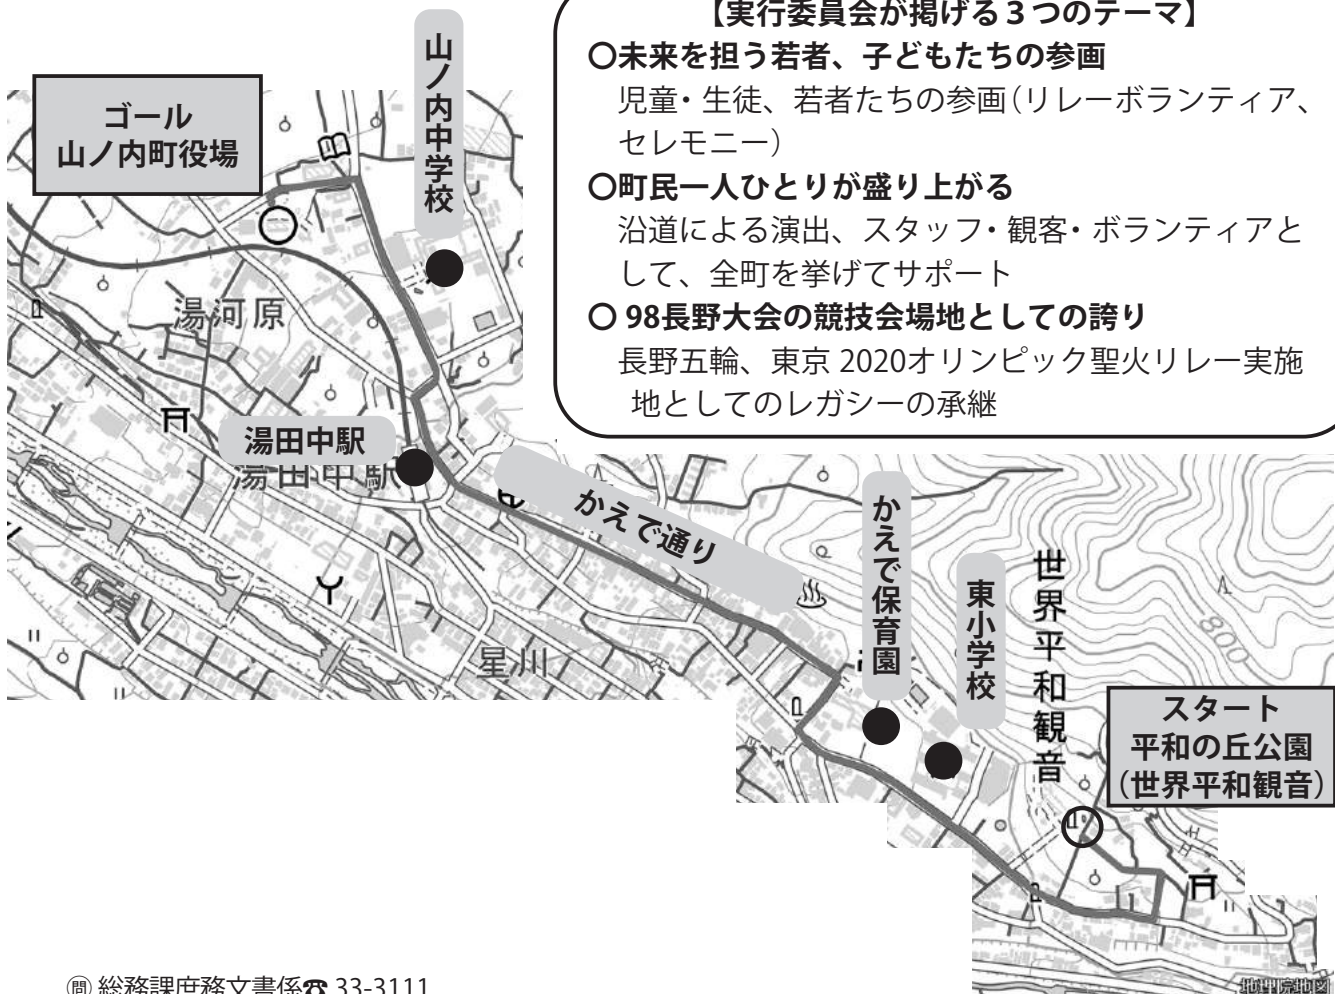 【実行委員会が掲げる３つのテーマ】
〇未来を担う若者、子どもたちの参画
児童・生徒、若者たちの参画（リレーボランティア、
セレモニー）
〇町民一人ひとりが盛り上がる
沿道による演出、スタッフ・観客・ボランティアと
して、全町を挙げてサポート
〇 98長野大会の競技会場地としての誇り
長野五輪、東京 2020オリンピック聖火リレー実施
地としてのレガシーの承継
ゴール
山ノ内町役場
山ノ内中学校
湯河原
湯田中駅
湯田中駅
かえで通り
星川
かえで保育園
東小学校
世界平和観音
800
スタート
平和の丘公園
（世界平和観音）
地理院地図
㉄ 総務課庶務文書係☎ 33-3111